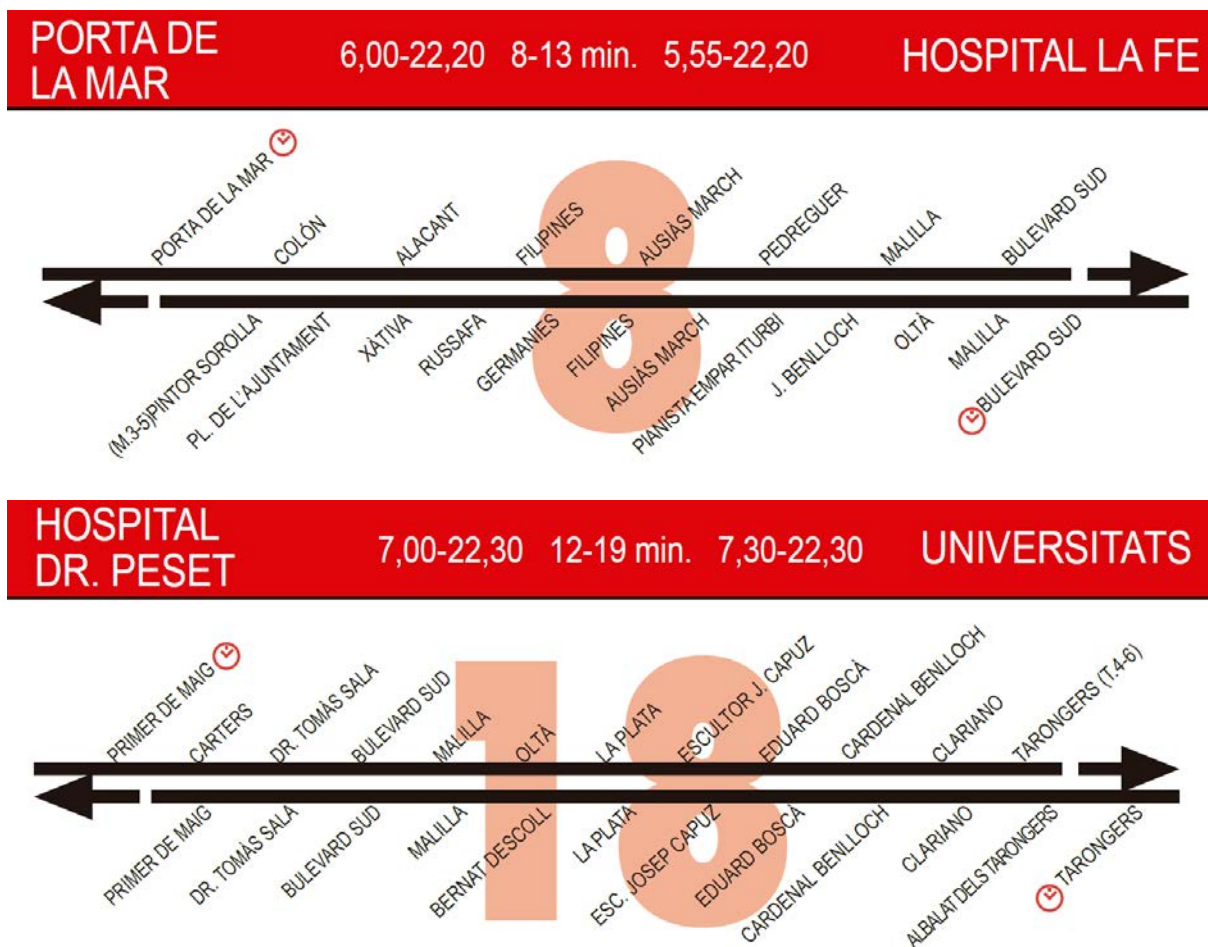 PORTA DE
LA MAR
6,00-22,20 8-13 min. 5,55-22,20
HOSPITAL LA FE
PORTA DE LA MAR
COLÓN
ALACANT
FILIPINES
AUSIÀS MARCH
PEDREGUER
MALILLA
BULEVARD SUD
8
(M.3-5)PINTOR SOROLLA
PL. DE L'AJUNTAMENT
XÀTIVA
RUSSAFA
GERMANIES
FILIPINES
AUSIÀS MARCH
PIANISTA EMPAR ITURBI
J. BENLLOCH
OLTÀ
MALILLA
BULEVARD SUD
HOSPITAL
DR. PESET
7,00-22,30 12-19 min. 7,30-22,30
UNIVERSITATS
PRIMER DE MAIG
CARTERS
DR. TOMÀS SALA
BULEVARD SUD
MALILLA
OLTÀ
LA PLATA
ESCULTOR J. CAPUZ
EDUARD BOSCÀ
CARDENAL BENLLOCH
CLARIANO
TARONGERS (T.4-6)
18
PRIMER DE MAIG
DR. TOMÀS SALA
BULEVARD SUD
MALILLA
BERNAT DESCOLL
LA PLATA
ESC. JOSEP CAPUZ
EDUARD BOSCÀ
CARDENAL BENLLOCH
CLARIANO
ALBALAT DELS TARONGERS
TARONGERS